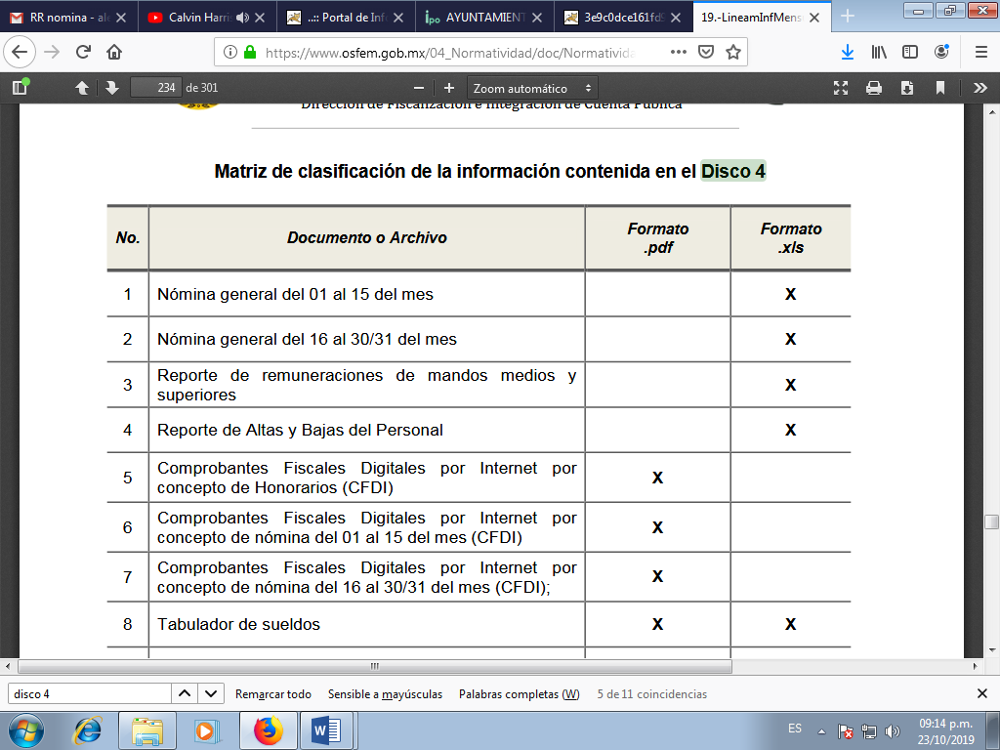 RR nomina - ale
Calvin Harris
..:: Portal de Inf
ipo AYUNTAMIENT
3e9c0dce161fd9
19.-LineamInfMens
https://www.osfem.gob.mx/04_Normatividad/doc/Normativida
234 de 301
Zoom automático
Dirección de Fiscalización e Integración de Cuenta Pública
Matriz de clasificación de la información contenida en el Disco 4
No. Documento o Archivo Formato .pdf Formato .xls
1 Nómina general del 01 al 15 del mes X
2 Nómina general del 16 al 30/31 del mes X
3 Reporte de remuneraciones de mandos medios y
superiores X
4 Reporte de Altas y Bajas del Personal X
5 Comprobantes Fiscales Digitales por Internet por
concepto de Honorarios (CFDI) X
6 Comprobantes Fiscales Digitales por Internet por
concepto de nómina del 01 al 15 del mes (CFDI) X
7 Comprobantes Fiscales Digitales por Internet por
concepto de nómina del 16 al 30/31 del mes (CFDI); X
8 Tabulador de sueldos X X
disco 4 Remarcar todo Sensible a mayúsculas Palabras completas (W) 5 de 11 coincidencias
ES
09:14 p.m.
23/10/2019